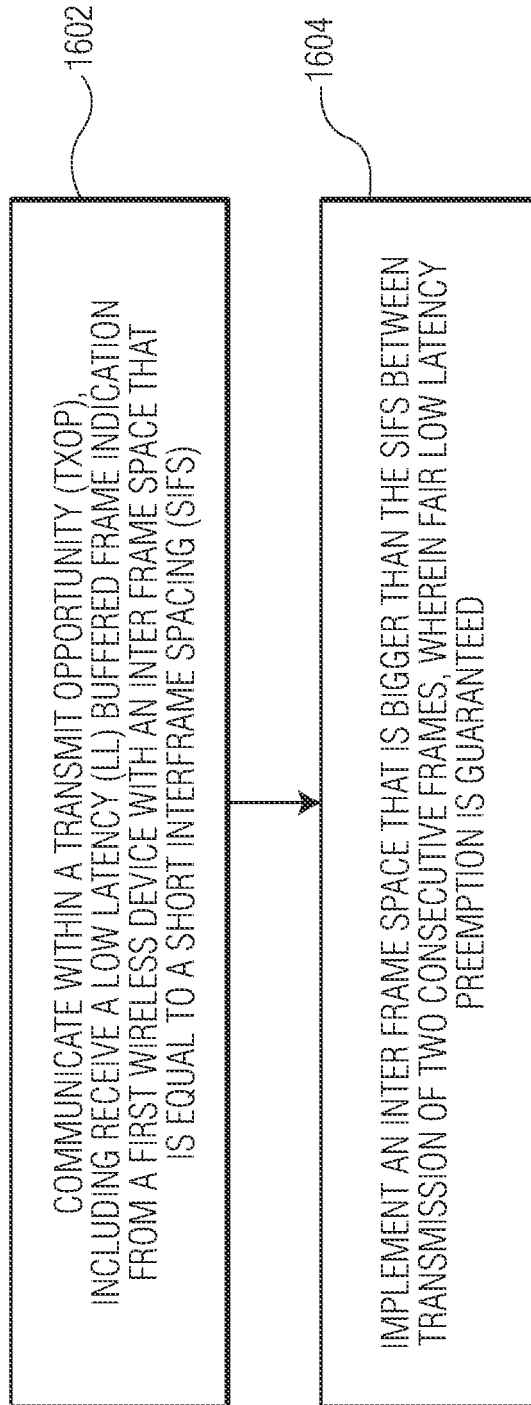 COMMUNICATE WITHIN A TRANSMIT OPPORTUNITY (TXOP),
INCLUDING RECEIVE A LOW LATENCY (LL) BUFFERED FRAME INDICATION
FROM A FIRST WIRELESS DEVICE WITH AN INTER FRAME SPACE THAT
IS EQUAL TO A SHORT INTERFRAME SPACING (SIFS)
1602
IMPLEMENT AN INTER FRAME SPACE THAT IS BIGGER THAN THE SIFS BETWEEN
TRANSMISSION OF TWO CONSECUTIVE FRAMES, WHEREIN FAIR LOW LATENCY
PREEMPTION IS GUARANTEED
1604